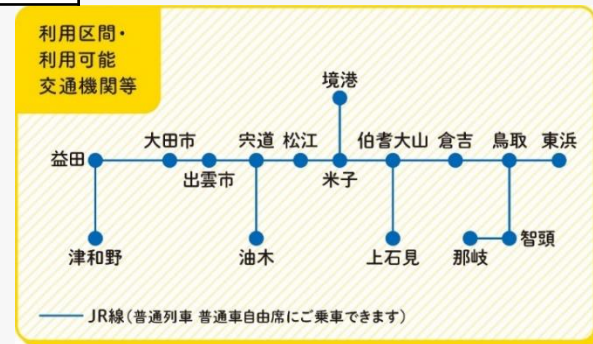 利用区間・
利用可能
交通機関等
境港
大田市
宍道
松江
伯耆大山
倉吉
鳥取
東浜
益田
出雲市
米子
津和野
油木
上石見
那岐
智頭
JR線(普通列車 普通車自由席にご乗車できます)